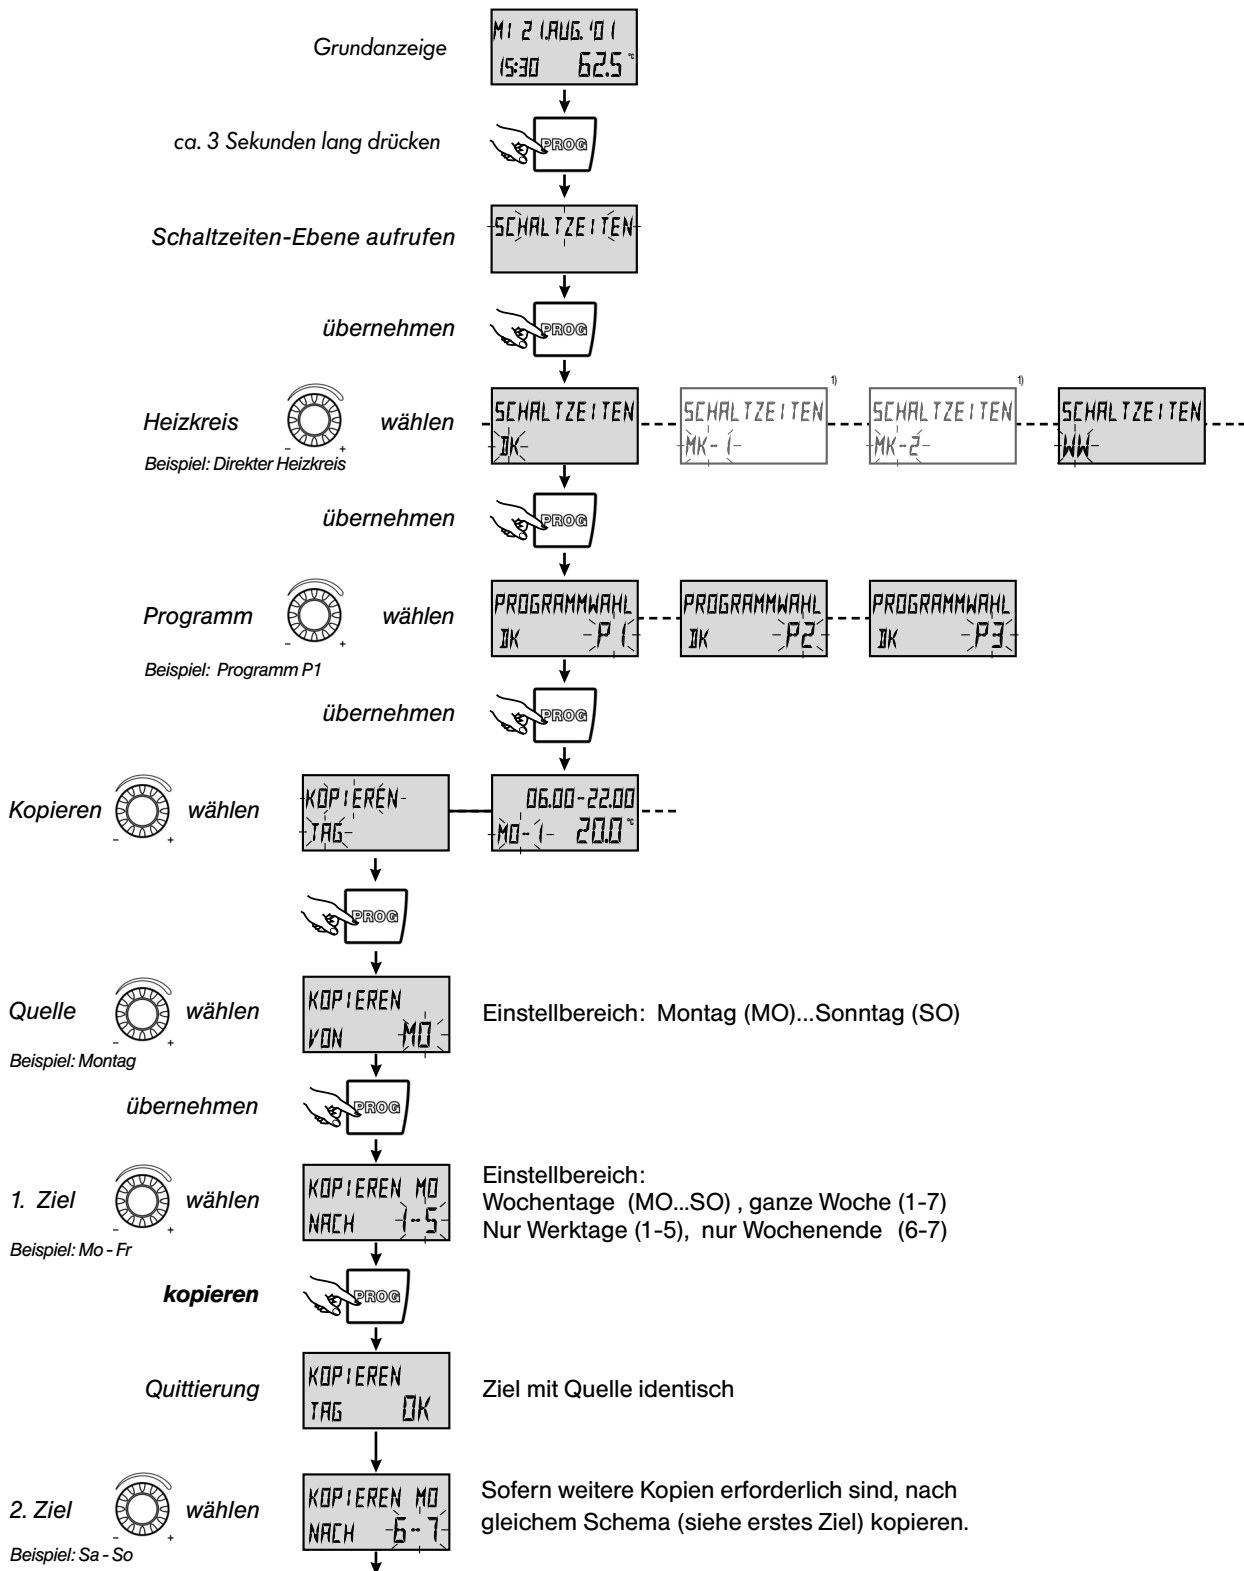 Grundanzeige
MI 21.AUG. '01
15:30 62.5 °C
ca. 3 Sekunden lang drücken
PROG
Schaltzeiten-Ebene aufrufen
SCHALTZEITEN
übernehmen
PROG
1) 1)
Heizkreis wählen SCHALTZEITEN SCHALTZEITEN SCHALTZEITEN SCHALTZEITEN
DK MK-1 MK-2 WW
- +
Beispiel: Direkter Heizkreis
übernehmen
PROG
Programm wählen PROGRAMMWAHL PROGRAMMWAHL PROGRAMMWAHL
DK P1 DK P2 DK P3
- +
Beispiel: Programm P1
übernehmen
PROG
Kopieren wählen KOPIEREN 06.00-22.00
TAG MO-1 20.0 °C
- +
PROG
Quelle wählen KOPIEREN Einstellbereich: Montag (MO)...Sonntag (SO)
VON MO
- +
Beispiel: Montag
übernehmen
PROG
Einstellbereich:
1. Ziel wählen KOPIEREN MO Wochentage (MO...SO) , ganze Woche (1-7)
NACH 1-5 Nur Werktage (1-5), nur Wochenende (6-7)
- +
Beispiel: Mo - Fr
kopieren
PROG
Quittierung KOPIEREN Ziel mit Quelle identisch
TAG OK
2. Ziel wählen KOPIEREN MO Sofern weitere Kopien erforderlich sind, nach
NACH 6-7 gleichem Schema (siehe erstes Ziel) kopieren.
- +
Beispiel: Sa - So